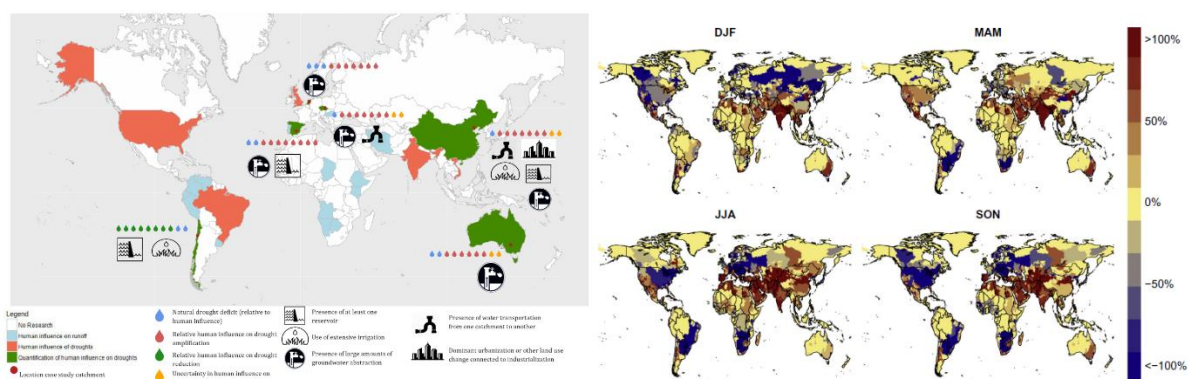 Legend
No Research
Human influence on runoff
Human influence of droughts
Quantification of human influence on droughts
Location case study catchment
Natural drought deficit (relative to
human influence)
Relative human influence on drought
amplification
Relative human influence on drought
reduction
Uncertainty in human influence on
Presence of at least one
reservoir
Use of extensive irrigation
Presence of large amounts of
groundwater abstraction
Presence of water transportation
from one catchment to another
Dominant urbanization or other land use
change connected to industrialization
DJF
MAM
JJA
SON
>100%
50%
0%
−50%
<−100%